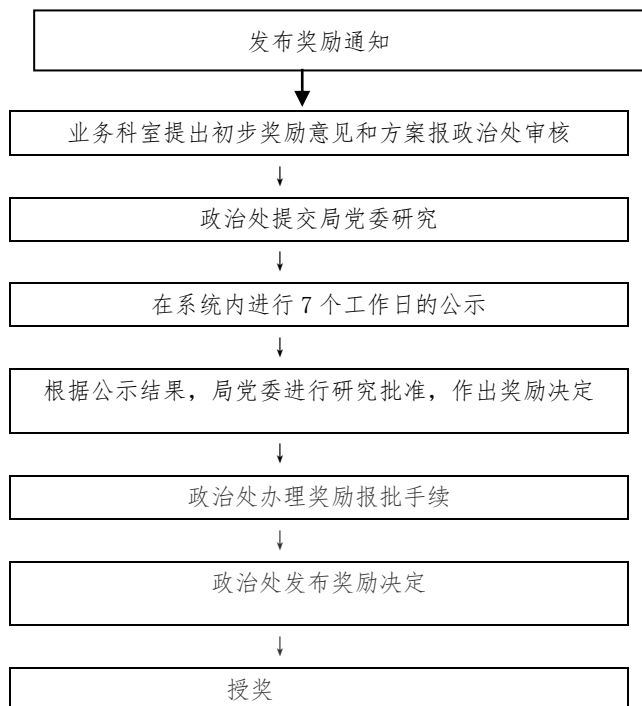 发布奖励通知
业务科室提出初步奖励意见和方案报政治处审核
↓
政治处提交局党委研究
↓
在系统内进行 7 个工作日的公示
↓
根据公示结果，局党委进行研究批准，作出奖励决定
↓
政治处办理奖励报批手续
↓
政治处发布奖励决定
↓
授奖